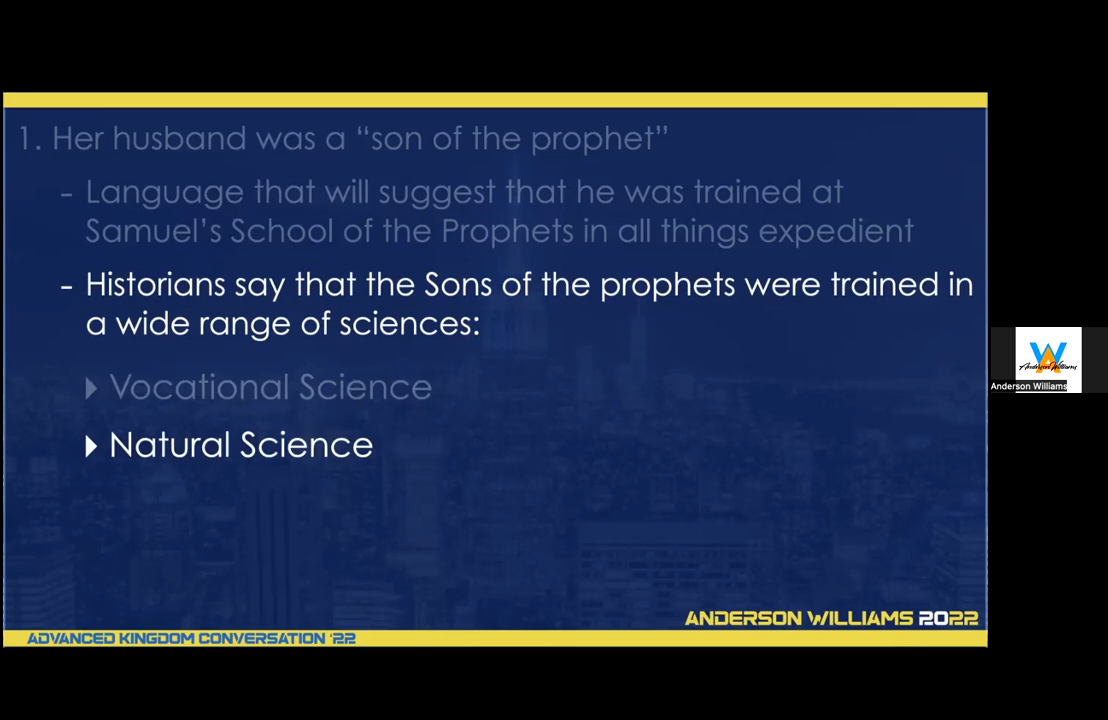 1. Her husband was a “son of the prophet”
- Language that will suggest that he was trained at
Samuel’s School of the Prophets in all things expedient
- Historians say that the Sons of the prophets were trained in
a wide range of sciences:
Vocational Science
Natural Science
Anderson Williams
Anderson Williams
ANDERSON WILLIAMS 2022
ADVANCED KINGDOM CONVERSATION ‘22